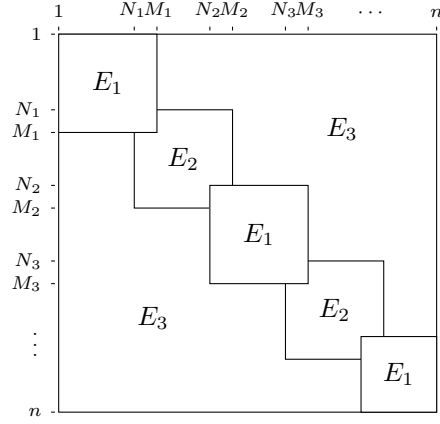 1 N₁M₁ N₂M₂ N₃M₃ ⋯ n
1
E₁
N₁
M₁
E₃
E₂
N₂
M₂
E₁
N₃
M₃
E₂
E₃
⋮
E₁
n